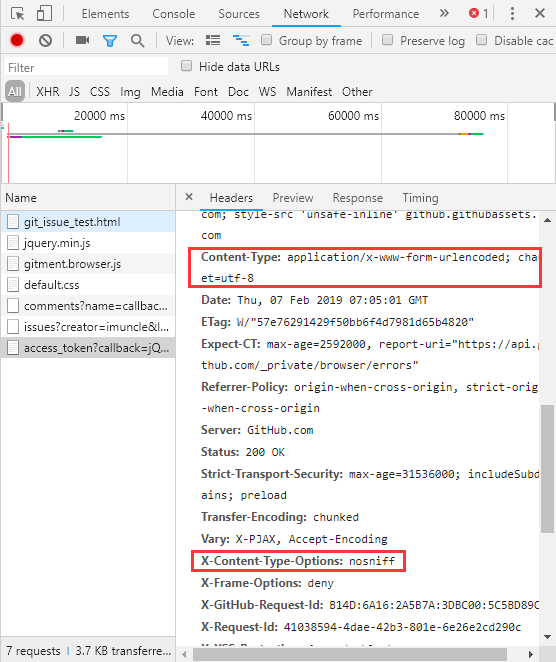 Elements Console Sources Network Performance » 1
View: Group by frame Preserve log Disable cac
Filter Hide data URLs
All XHR JS CSS Img Media Font Doc WS Manifest Other
20000 ms 40000 ms 60000 ms 80000 ms
Name
git_issue_test.html
jquery.min.js
gitment.browser.js
default.css
comments?name=callbac...
issues?creator=imuncle&l...
access_token?callback=jQ...
× Headers Preview Response Timing
com; style-src 'unsafe-inline' github.githubassets.
com
Content-Type: application/x-www-form-urlencoded; cha
et=utf-8
Date: Thu, 07 Feb 2019 07:05:01 GMT
ETag: W/"57e76291429f50bb6f4d7981d65b4820"
Expect-CT: max-age=2592000, report-uri="https://api.g
thub.com/_private/browser/errors"
Referrer-Policy: origin-when-cross-origin, strict-orig
-when-cross-origin
Server: GitHub.com
Status: 200 OK
Strict-Transport-Security: max-age=31536000; includeSubd
ains; preload
Transfer-Encoding: chunked
Vary: X-PJAX, Accept-Encoding
X-Content-Type-Options: nosniff
X-Frame-Options: deny
X-GitHub-Request-Id: B14D:6A16:2A5B7A:3DBC00:5C5BD89C
X-Request-Id: 41038594-4dae-42b3-801e-6e26e2cd290c
7 requests 3.7 KB transferre...